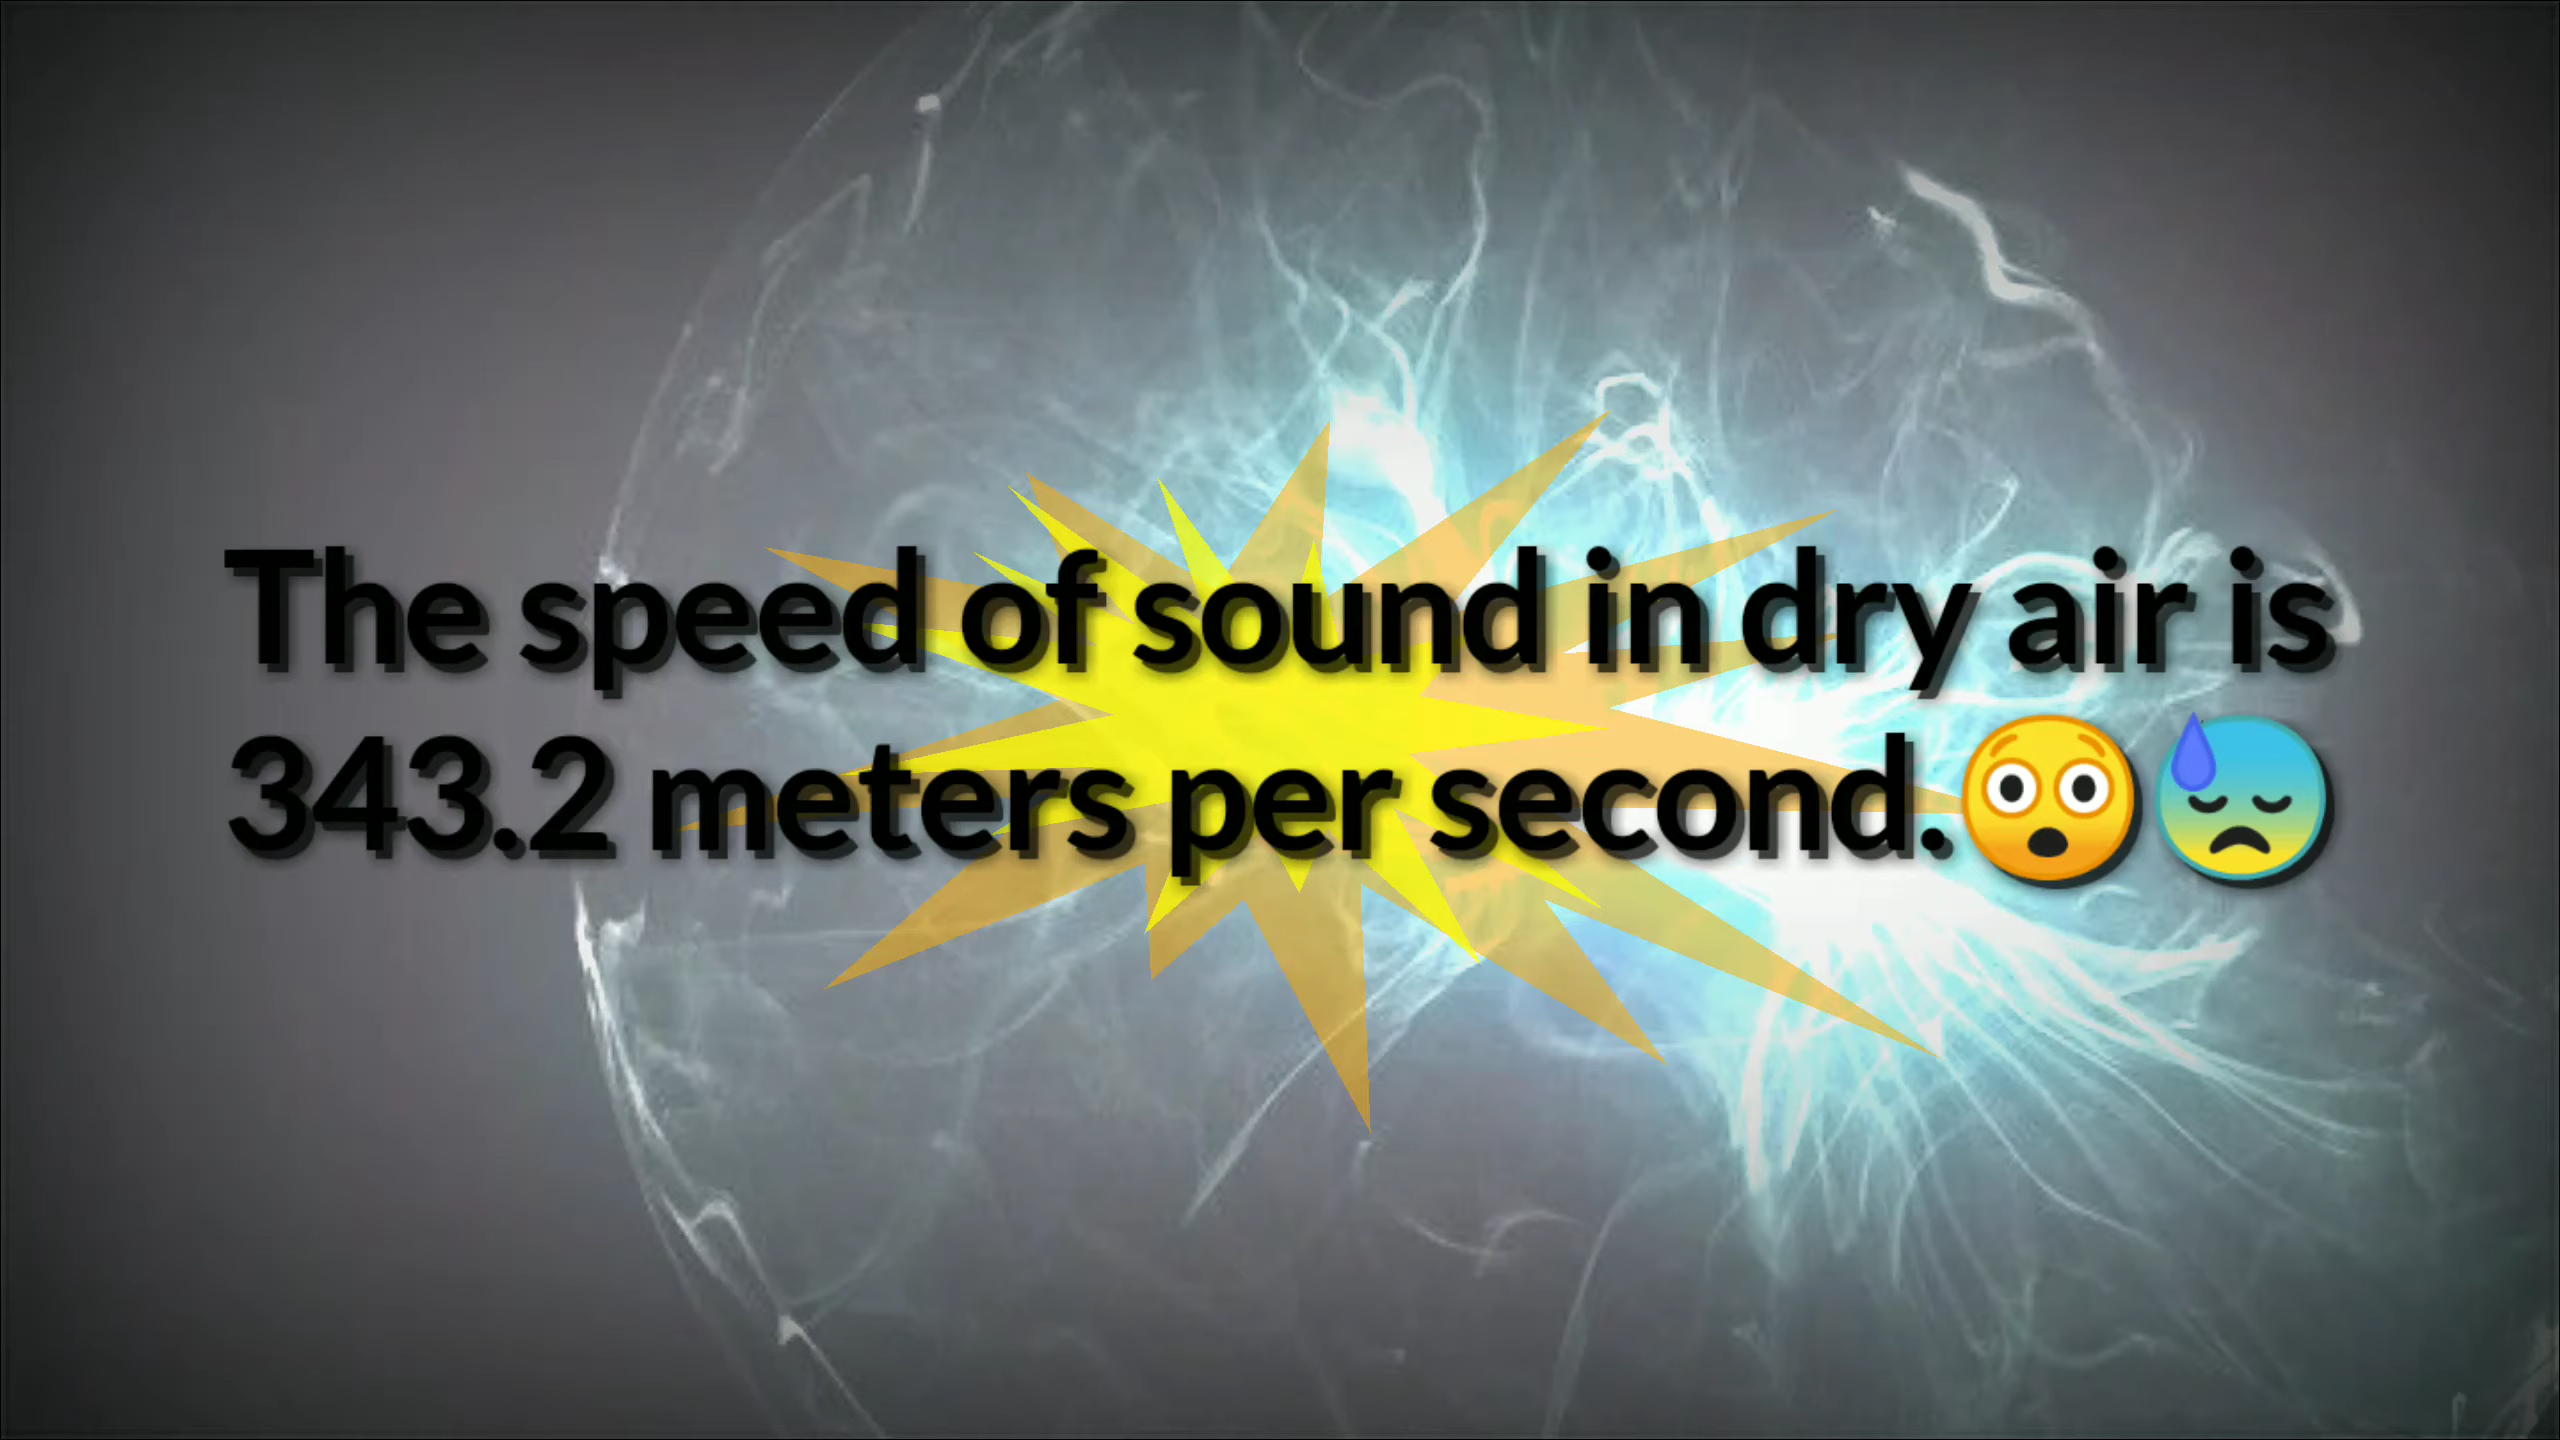 The speed of sound in dry air is
343.2 meters per second.😲😓